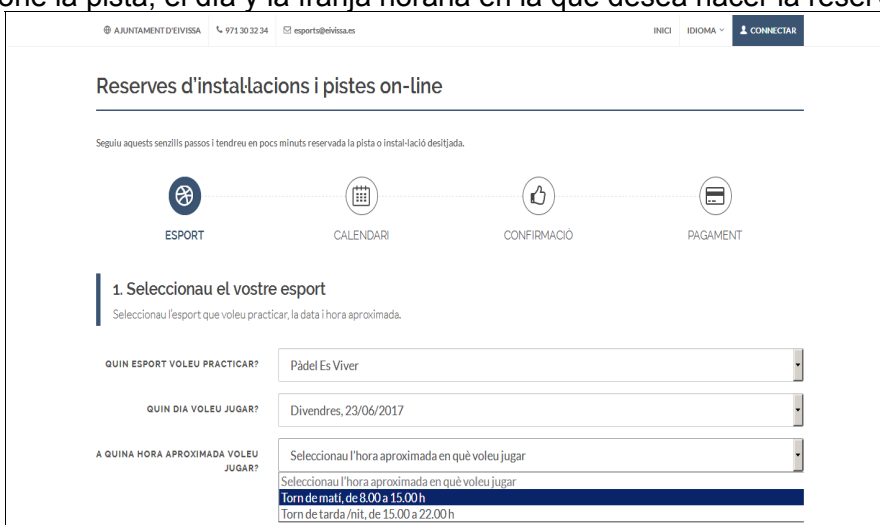 one la pista, el día y la franja horaria en la que desea hacer la reser
AJUNTAMENT D'EIVISSA 971 30 32 34 esports@eivissa.es INICI IDIOMA CONNECTAR
Reserves d'instal·lacions i pistes on-line
Seguiu aquests senzills passos i tendreu en pocs minuts reservada la pista o instal·lació desitjada.
ESPORT CALENDARI CONFIRMACIÓ PAGAMENT
1. Seleccionau el vostre esport
Seleccionau l'esport que voleu practicar, la data i hora aproximada.
QUIN ESPORT VOLEU PRACTICAR? Pàdel Es Viver
QUIN DIA VOLEU JUGAR? Divendres, 23/06/2017
A QUINA HORA APROXIMADA VOLEU
JUGAR?
Seleccionau l'hora aproximada en què voleu jugar
Seleccionau l'hora aproximada en què voleu jugar
Torn de matí, de 8.00 a 15.00 h
Torn de tarda /nit, de 15.00 a 22.00 h